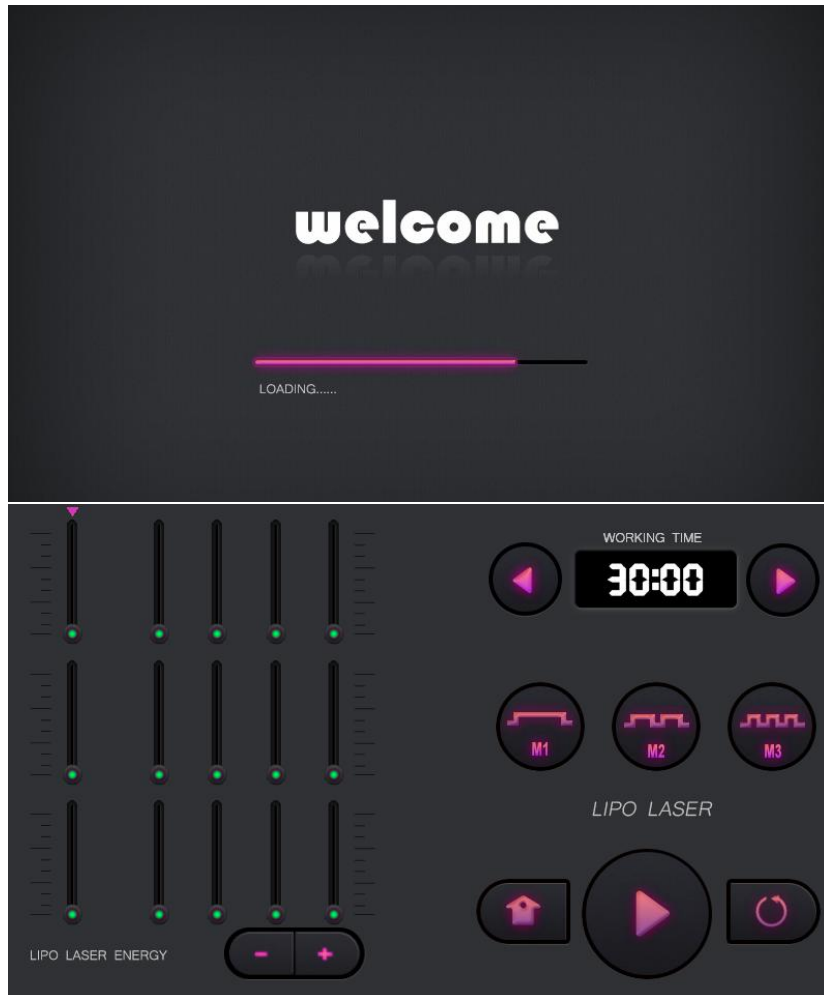 welcome
LOADING......
WORKING TIME
30:00
M1
M2
M3
LIPO LASER
LIPO LASER ENERGY
- +